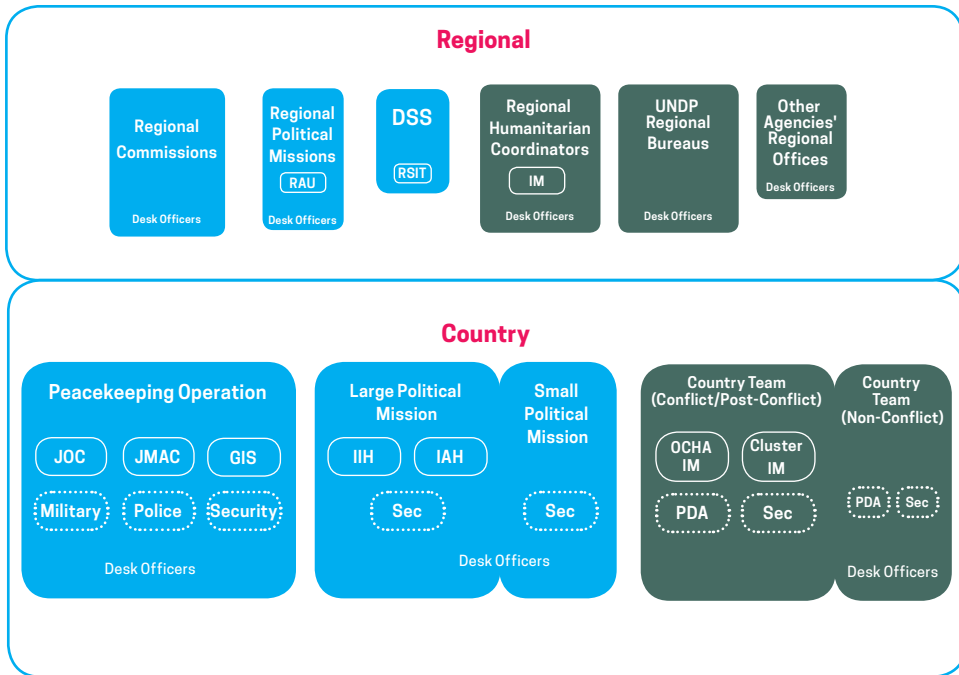 Regional
Regional
Commissions
Desk Officers
Regional
Political
Missions
RAU
Desk Officers
DSS
RSIT
Regional
Humanitarian
Coordinators
IM
Desk Officers
UNDP
Regional
Bureaus
Desk Officers
Other
Agencies'
Regional
Offices
Desk Officers
Country
Peacekeeping Operation
JOC
JMAC
GIS
Military
Police
Security
Desk Officers
Large Political
Mission
IIH
IAH
Sec
Small
Political
Mission
Sec
Desk Officers
Country Team
(Conflict/Post-Conflict)
OCHA
IM
Cluster
IM
PDA
Sec
Country
Team
(Non-Conflict)
PDA
Sec
Desk Officers